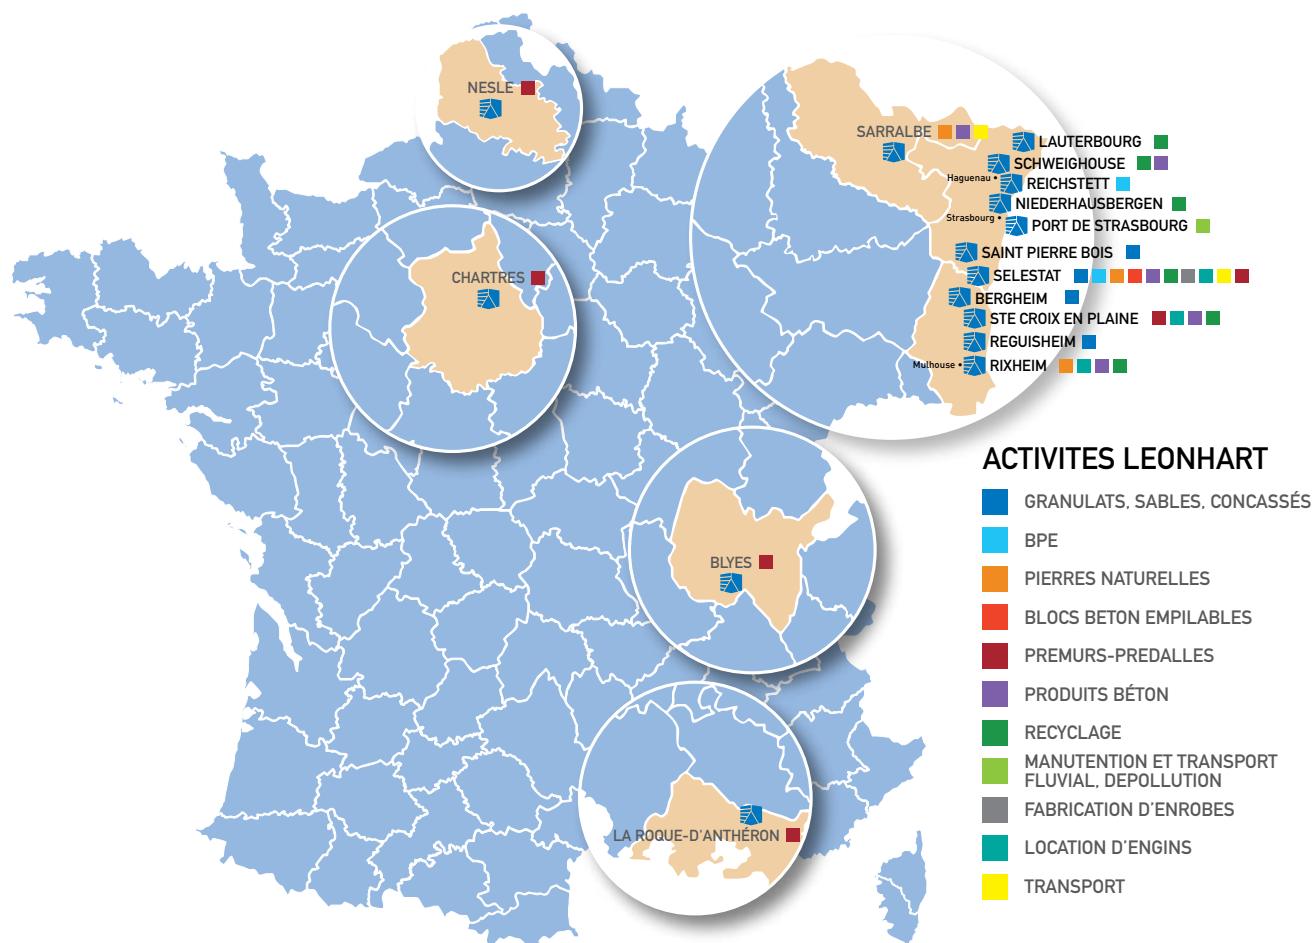 NESLE
CHARTRES
SARRALBE
LAUTERBOURG
SCHWEIGHOUSE
Haguenau
REICHSTETT
NIEDERHAUSBERGEN
Strasbourg
PORT DE STRASBOURG
SAINT PIERRE BOIS
SELESTAT
BERGHEIM
STE CROIX EN PLAINE
REGUISHEIM
Mulhouse
RIXHEIM
BLYES
LA ROQUE-D'ANTHÉRON
ACTIVITES LEONHART
GRANULATS, SABLES, CONCASSÉS
BPE
PIERRES NATURELLES
BLOCS BETON EMPILABLES
PREMURS-PREDALLES
PRODUITS BÉTON
RECYCLAGE
MANUTENTION ET TRANSPORT
FLUVIAL, DEPOLLUTION
FABRICATION D'ENROBES
LOCATION D'ENGINS
TRANSPORT